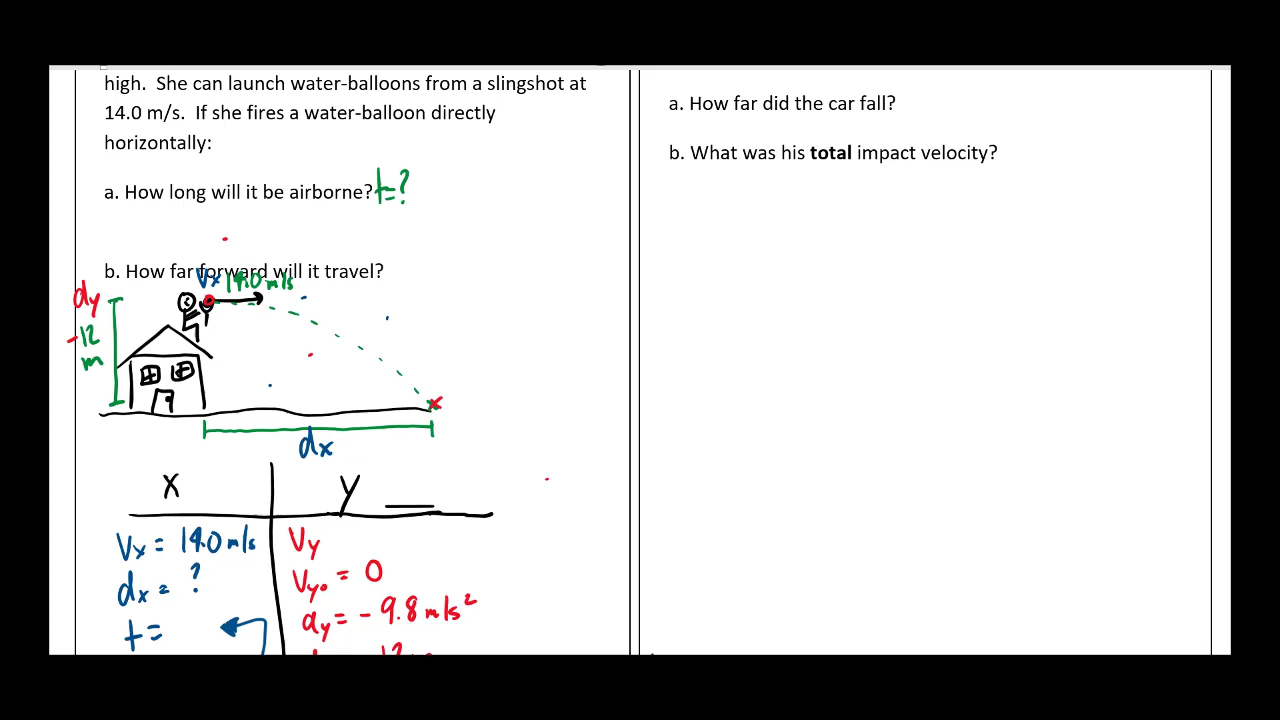 high. She can launch water-balloons from a slingshot at
14.0 m/s. If she fires a water-balloon directly
horizontally:
a. How long will it be airborne? t=?
b. How far forward will it travel?
Vx 14.0 m/s
dy
-12
m
dx
X
Y
Vx = 14.0 m/s
dx = ?
t =
Vy
Vyo = 0
ay = - 9.8 m/s²
a. How far did the car fall?
b. What was his total impact velocity?